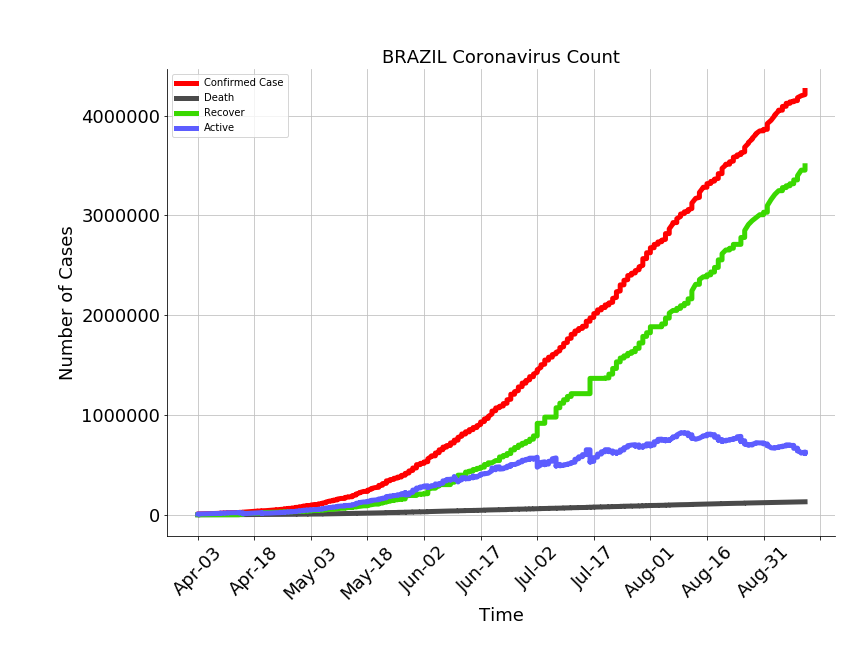 BRAZIL Coronavirus Count
Confirmed Case
Death
Recover
Active
4000000
3000000
2000000
1000000
0
Number of Cases
Apr-03
Apr-18
May-03
May-18
Jun-02
Jun-17
Jul-02
Jul-17
Aug-01
Aug-16
Aug-31
Time